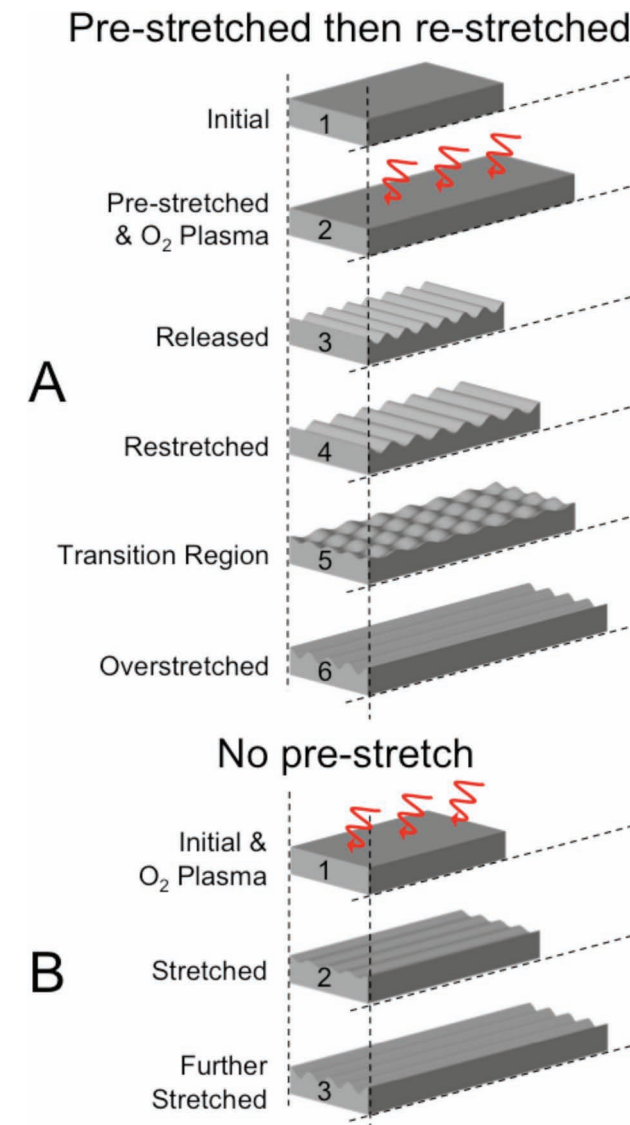 Pre-stretched then re-stretched
Initial
1
Pre-stretched
& O₂ Plasma
2
Released
3
A
Restretched
4
Transition Region
5
Overstretched
6
No pre-stretch
Initial &
O₂ Plasma
1
B
Stretched
2
Further
Stretched
3